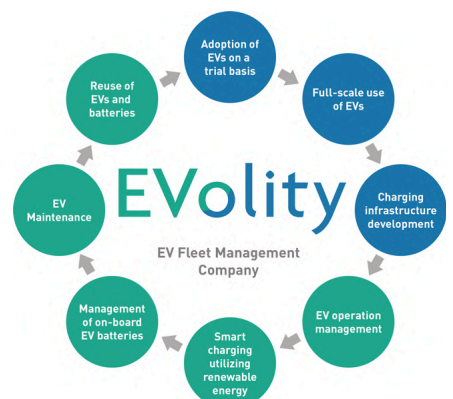 Adoption of
EVs on a
trial basis
Full-scale use
of EVs
Charging
infrastructure
development
EV operation
management
Smart
charging
utilizing
renewable
energy
Management
of on-board
EV batteries
EV
Maintenance
Reuse of
EVs and
batteries
EVolity
EV Fleet Management
Company